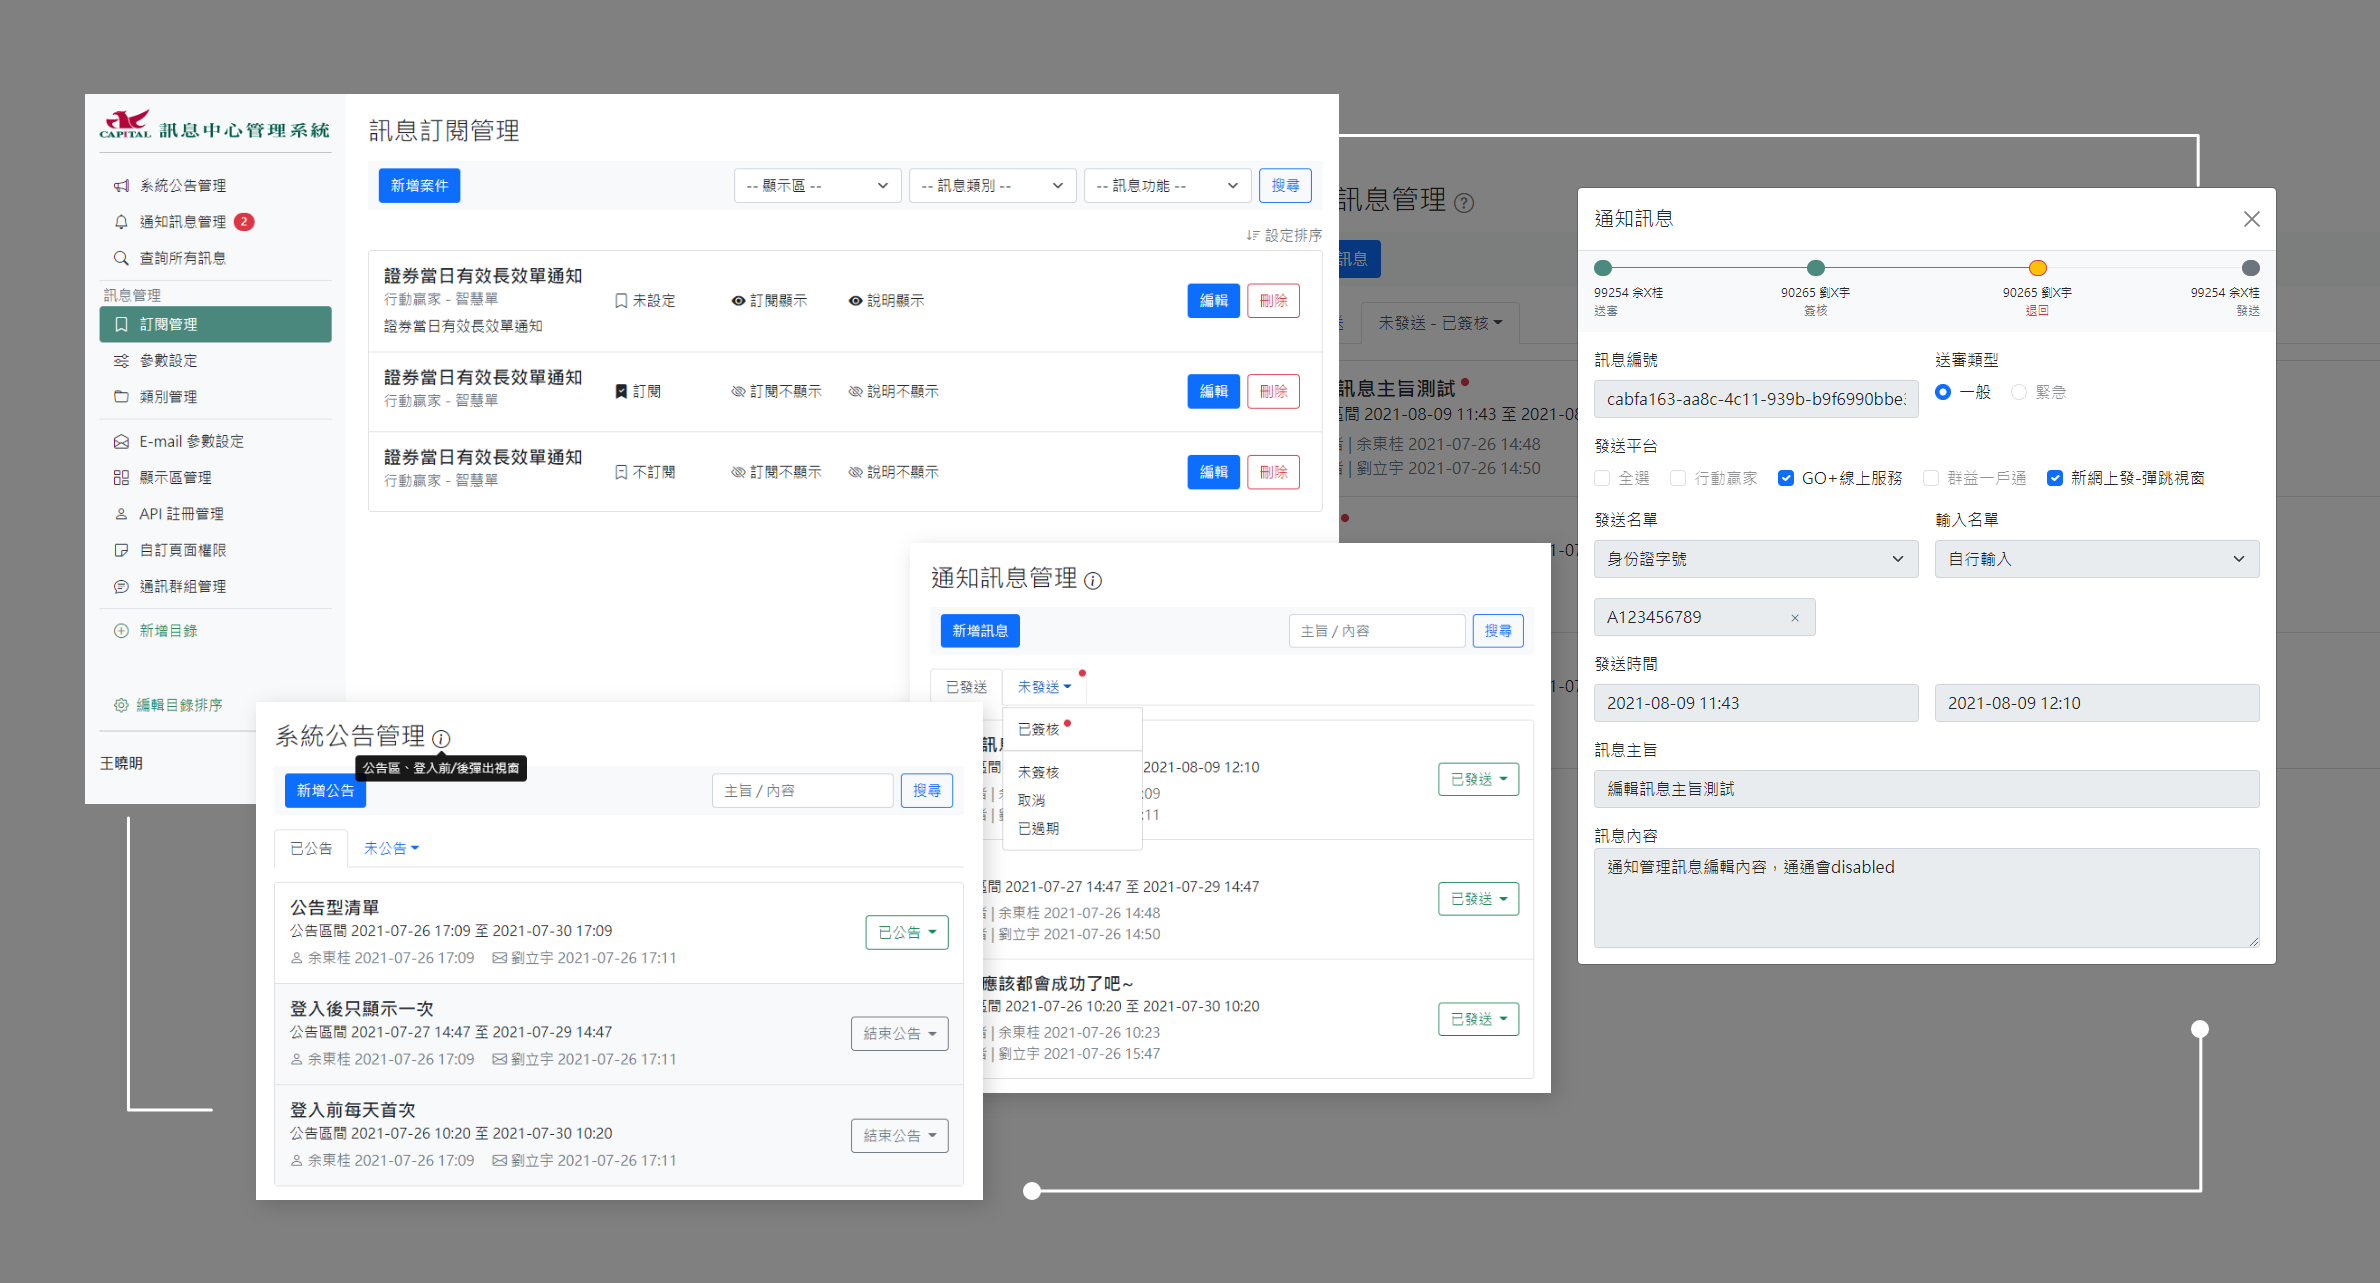 CAPITAL 訊息中心管理系統
系統公告管理
通知訊息管理 2
查詢所有訊息
訊息管理
訂閱管理
參數設定
類別管理
E-mail 參數設定
顯示區管理
API 註冊管理
自訂頁面權限
通訊群組管理
新增目錄
編輯目錄排序
王曉明
訊息訂閱管理
新增案件
-- 顯示區 --
-- 訊息類別 --
-- 訊息功能 --
搜尋
設定排序
證券當日有效長效單通知
行動贏家 - 智慧單
證券當日有效長效單通知
未設定
訂閱顯示
說明顯示
編輯
刪除
證券當日有效長效單通知
行動贏家 - 智慧單
訂閱
訂閱不顯示
說明不顯示
編輯
刪除
證券當日有效長效單通知
行動贏家 - 智慧單
不訂閱
訂閱不顯示
說明不顯示
編輯
刪除
系統公告管理
公告區、登入前/後彈出視窗
新增公告
主旨 / 內容
搜尋
已公告
未公告
公告型清單
公告區間 2021-07-26 17:09 至 2021-07-30 17:09
余東桂 2021-07-26 17:09 劉立宇 2021-07-26 17:11
已公告
登入後只顯示一次
公告區間 2021-07-27 14:47 至 2021-07-29 14:47
余東桂 2021-07-26 17:09 劉立宇 2021-07-26 17:11
結束公告
登入前每天首次
公告區間 2021-07-26 10:20 至 2021-07-30 10:20
余東桂 2021-07-26 17:09 劉立宇 2021-07-26 17:11
結束公告
通知訊息管理
新增訊息
主旨 / 內容
搜尋
已發送
未發送
已簽核
未簽核
取消
已過期
2021-08-09 12:10
:09
:11
已發送
間 2021-07-27 14:47 至 2021-07-29 14:47
| 余東桂 2021-07-26 14:48
| 劉立宇 2021-07-26 14:50
已發送
應該都會成功了吧~
間 2021-07-26 10:20 至 2021-07-30 10:20
| 余東桂 2021-07-26 10:23
| 劉立宇 2021-07-26 15:47
已發送
訊息管理
訊息
未發送 - 已簽核
訊息主旨測試
間 2021-08-09 11:43 至 2021-08
| 余東桂 2021-07-26 14:48
| 劉立宇 2021-07-26 14:50
1-07
1-07
通知訊息
99254 余X桂
送審
90265 劉X宇
簽核
90265 劉X宇
退回
99254 余X桂
發送
訊息編號
cabfa163-aa8c-4c11-939b-b9f6990bbe
送審類型
一般
緊急
發送平台
全選
行動贏家
GO+線上服務
群益一戶通
新網上發-彈跳視窗
發送名單
身份證字號
輸入名單
自行輸入
A123456789 ×
發送時間
2021-08-09 11:43
2021-08-09 12:10
訊息主旨
編輯訊息主旨測試
訊息內容
通知管理訊息編輯內容，通通會disabled